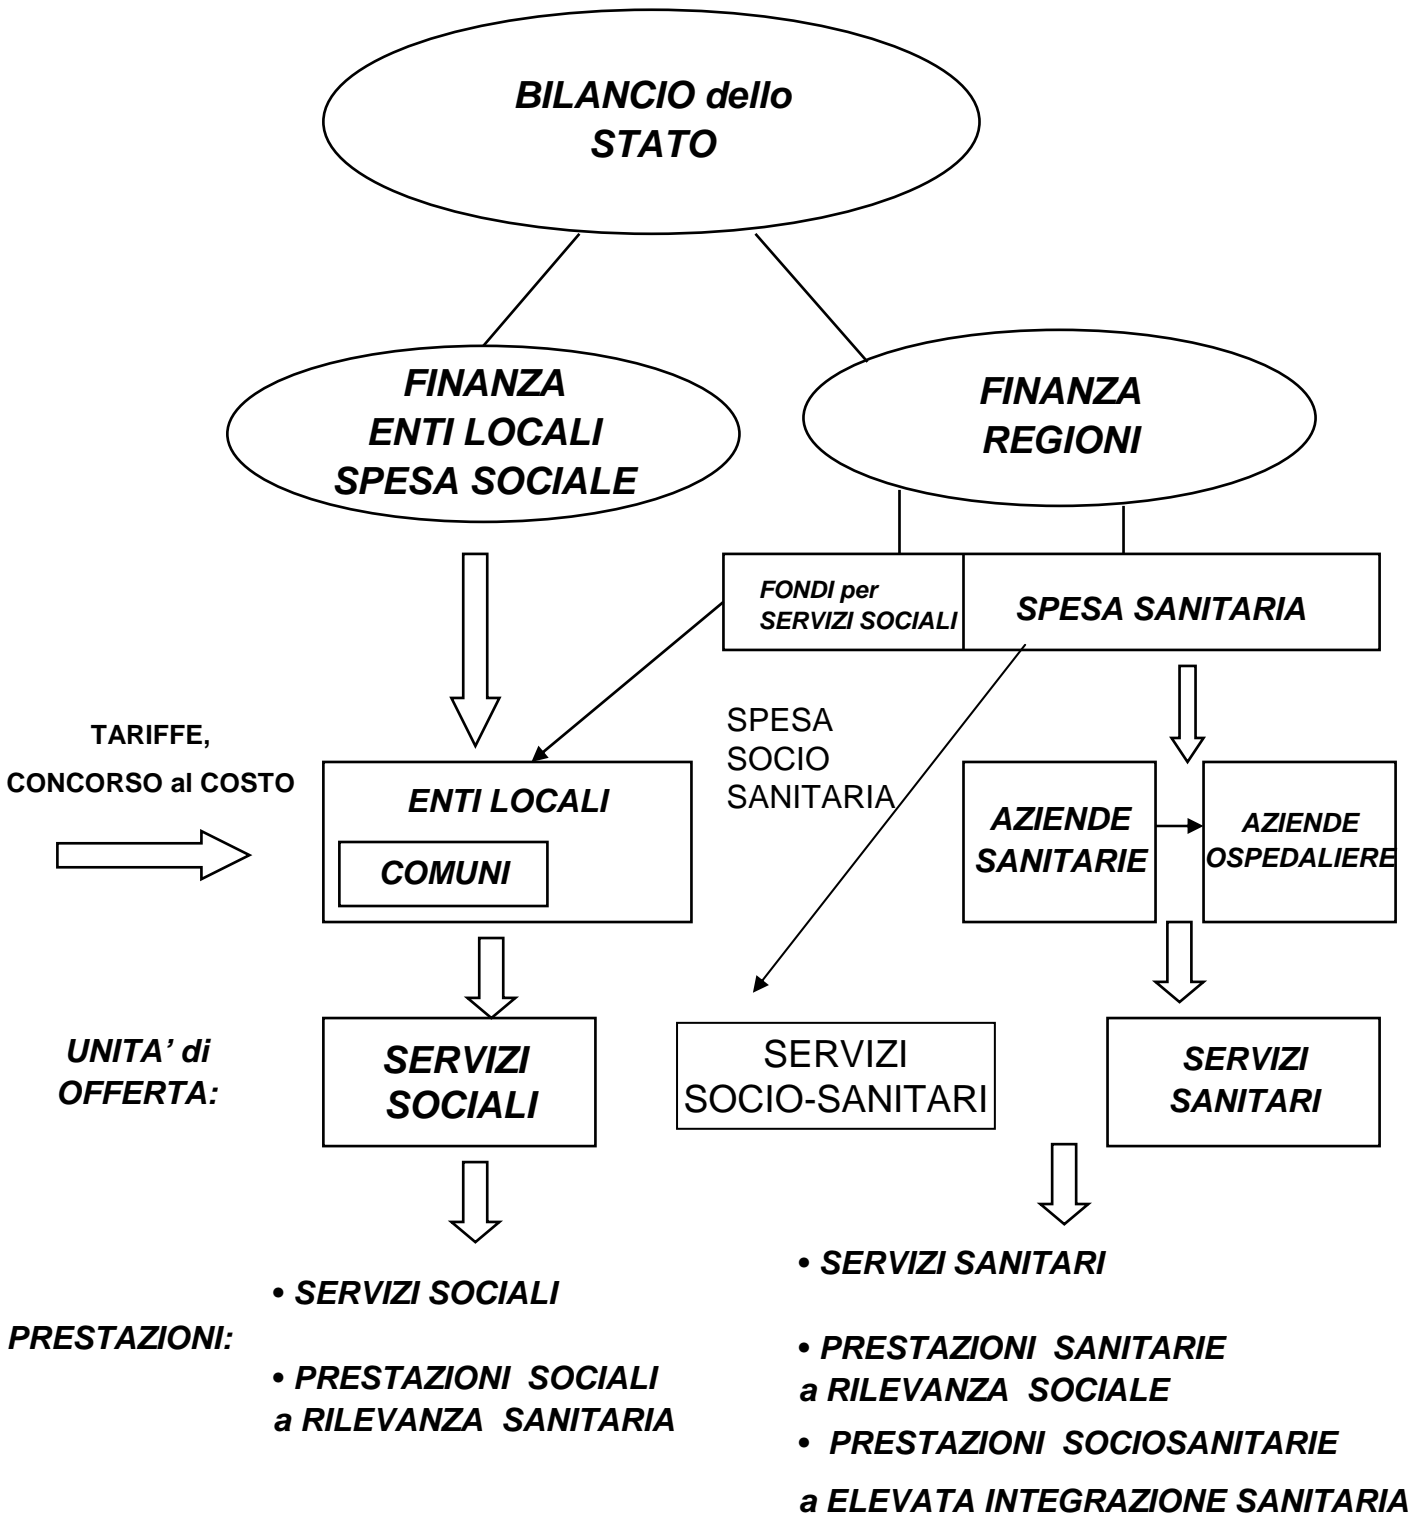 BILANCIO dello
STATO
FINANZA
ENTI LOCALI
SPESA SOCIALE
FINANZA
REGIONI
FONDI per
SERVIZI SOCIALI
SPESA SANITARIA
TARIFFE,
CONCORSO al COSTO
SPESA
SOCIO
SANITARIA
ENTI LOCALI
COMUNI
AZIENDE
SANITARIE
AZIENDE
OSPEDALIERE
UNITA’ di
OFFERTA:
SERVIZI
SOCIALI
SERVIZI
SOCIO-SANITARI
SERVIZI
SANITARI
PRESTAZIONI:
• SERVIZI SOCIALI
• PRESTAZIONI SOCIALI
a RILEVANZA SANITARIA
• SERVIZI SANITARI
• PRESTAZIONI SANITARIE
a RILEVANZA SOCIALE
• PRESTAZIONI SOCIOSANITARIE
a ELEVATA INTEGRAZIONE SANITARIA